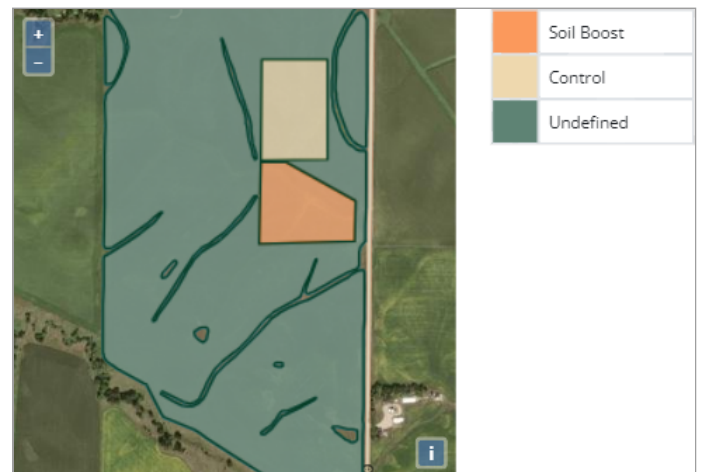 +
−
Soil Boost
Control
Undefined
i